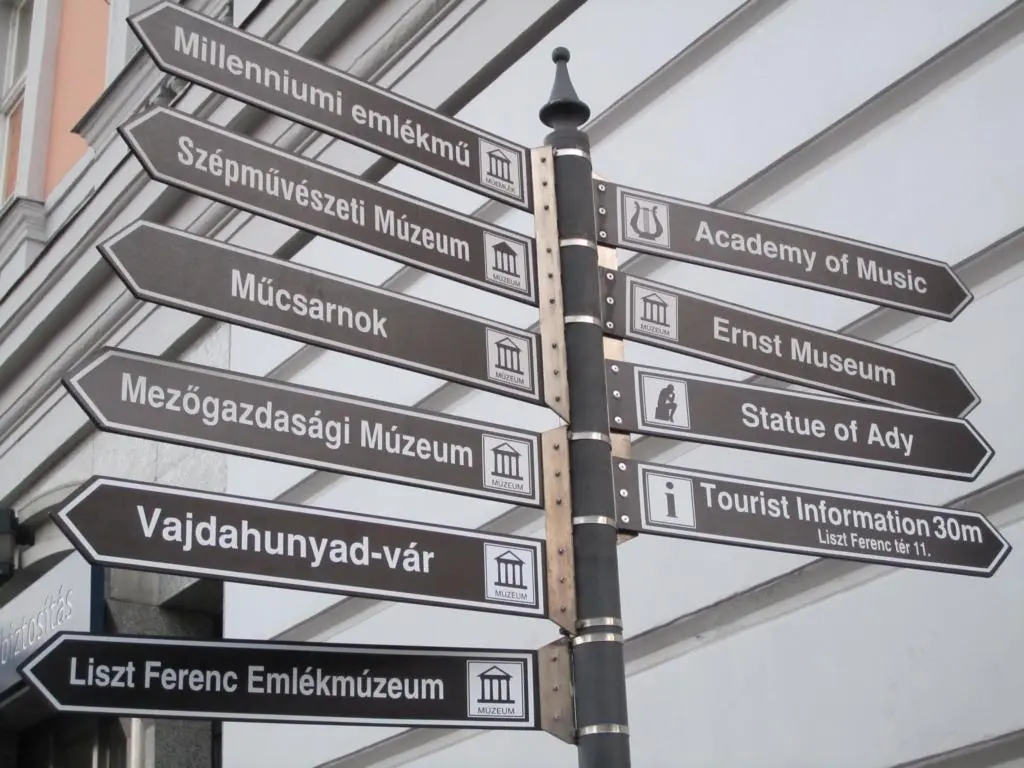 Millenniumi emlékmű
MŰEMLÉK
Szépművészeti Múzeum
MÚZEUM
Műcsarnok
MÚZEUM
Mezőgazdasági Múzeum
MÚZEUM
Vajdahunyad-vár
MÚZEUM
Liszt Ferenc Emlékmúzeum
MÚZEUM
Academy of Music
MÚZEUM
Ernst Museum
Statue of Ady
i
Tourist Information 30m
Liszt Ferenc tér 11.
biztosítás